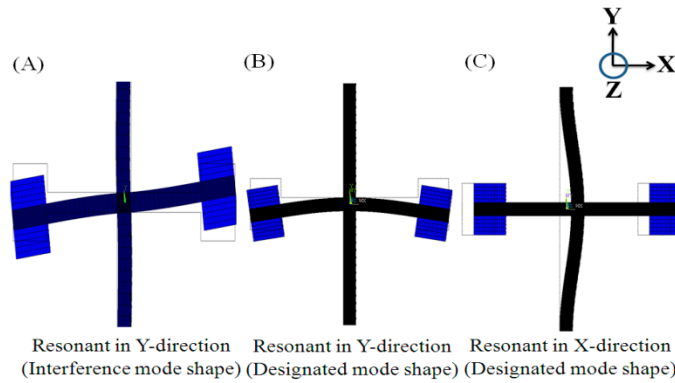 Y
(A)
(B)
(C)
X
Z
Resonant in Y-direction
(Interference mode shape)
Resonant in Y-direction
(Designated mode shape)
Resonant in X-direction
(Designated mode shape)